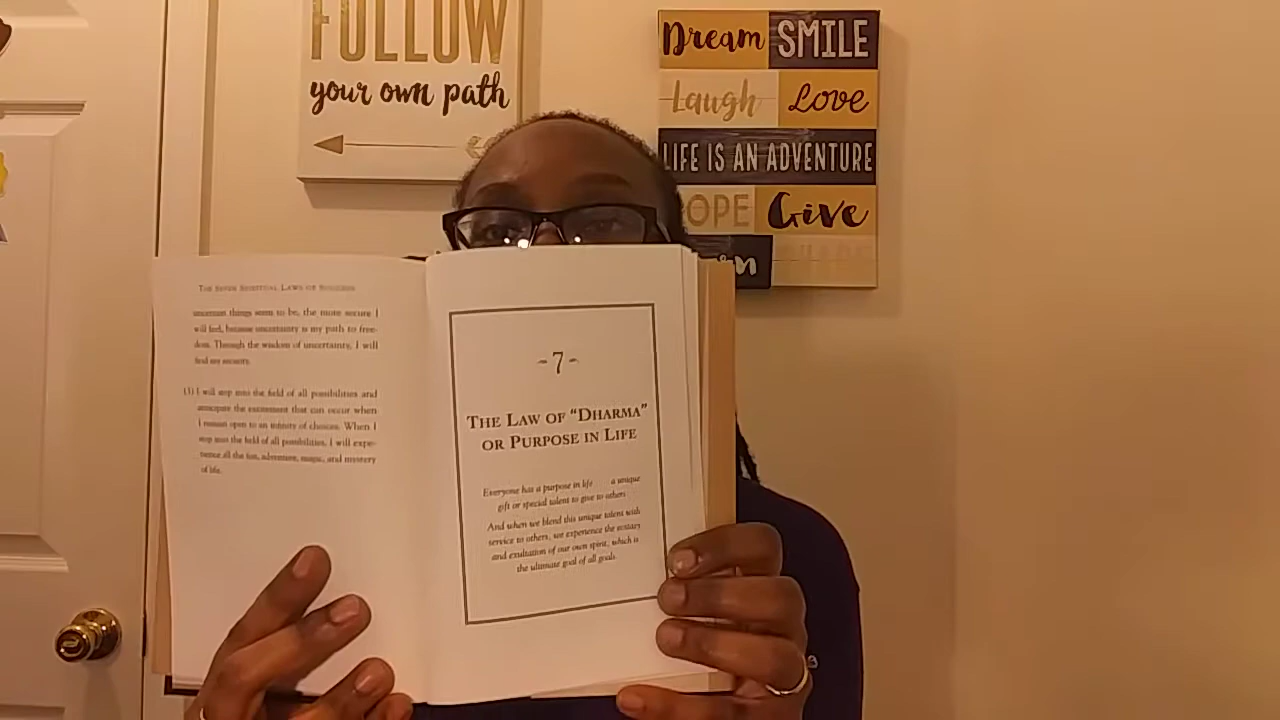 FOLLOW
your own path
Dream SMILE
Laugh Love
LIFE IS AN ADVENTURE
OPE Give
THE SEVEN SPIRITUAL LAWS OF SUCCESS
uncertain things seem to be, the more secure I
will feel, because uncertainty is my path to free-
dom. Through the wisdom of uncertainty, I will
find my security.
(3) I will step into the field of all possibilities and
anticipate the excitement that can occur when
I remain open to an infinity of choices. When I
step into the field of all possibilities, I will expe-
rience all the fun, adventure, magic, and mystery
of life.
-7-
THE LAW OF "DHARMA"
OR PURPOSE IN LIFE
Everyone has a purpose in life a unique
gift or special talent to give to others
And when we blend this unique talent with
service to others, we experience the ecstasy
and exultation of our own spirit, which is
the ultimate goal of all goals.